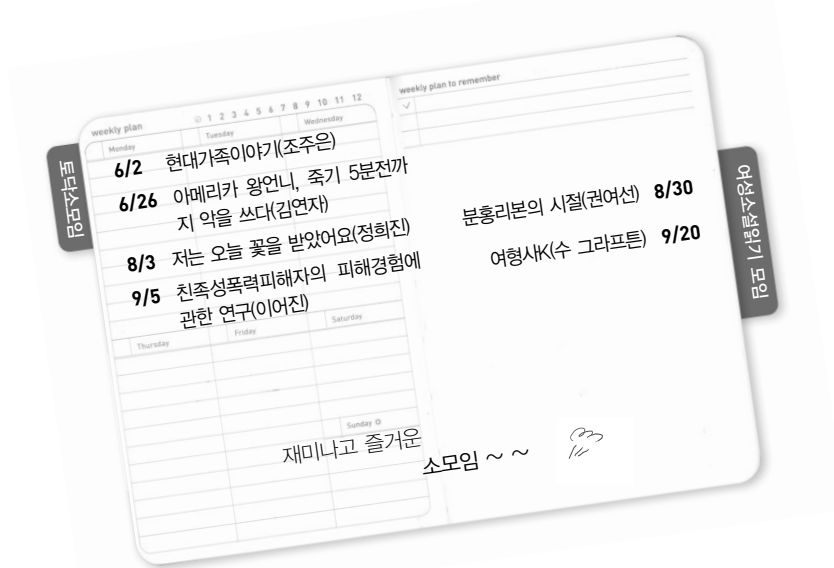 weekly plan
1 2 3 4 5 6 7 8 9 10 11 12
Monday
Tuesday
Wednesday
토닥소모임
6/2 현대가족이야기(조주은)
6/26 아메리카 왕언니, 죽기 5분전까
지 악을 쓰다(김연자)
8/3 저는 오늘 꽃을 받았어요(정희진)
9/5 친족성폭력피해자의 피해경험에
관한 연구(이어진)
Thursday
Friday
Saturday
Sunday
재미나고 즐거운
소모임 ~ ~
weekly plan to remember
분홍리본의 시절(권여선) 8/30
여형사K(수 그라프튼) 9/20
여성소설읽기 모임